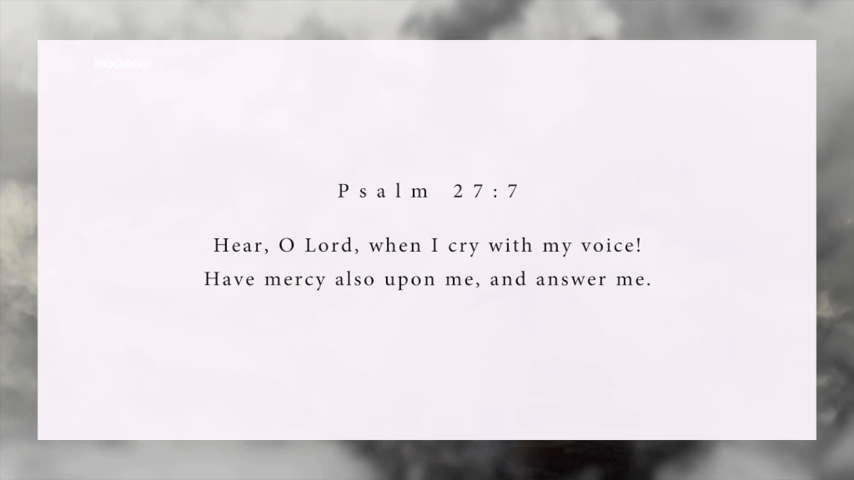 Psalm 27:7
Hear, O Lord, when I cry with my voice!
Have mercy also upon me, and answer me.